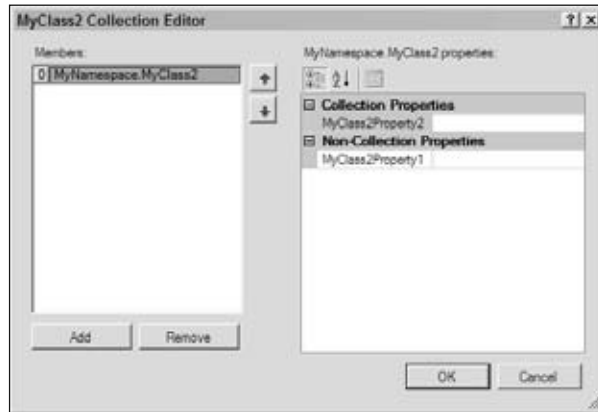 MyClass2 Collection Editor
Members:
0 MyNamespace.MyClass2
Add
Remove
MyNamespace.MyClass2 properties:
Collection Properties
MyClass2Property2
Non-Collection Properties
MyClass2Property1
OK
Cancel